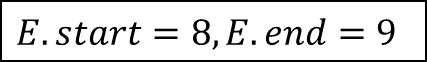 E.start = 8, E.end = 9